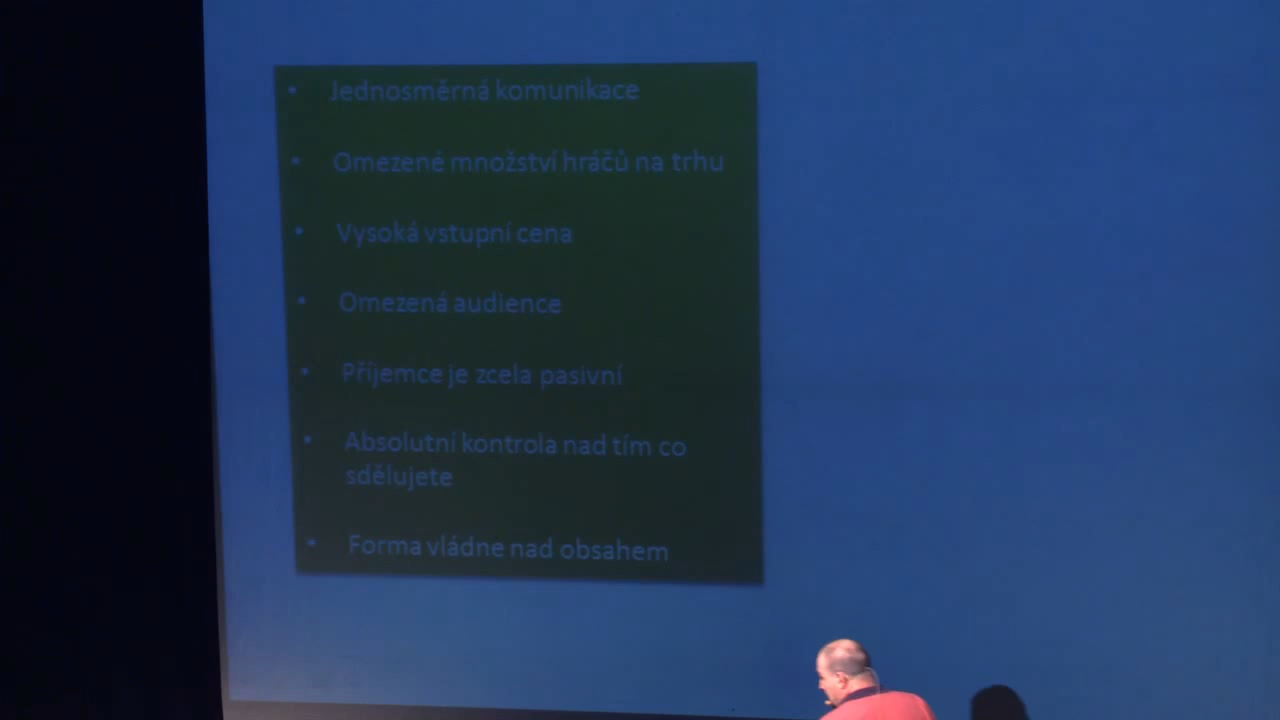 • Jednosměrná komunikace
• Omezené množství hráčů na trhu
• Vysoká vstupní cena
• Omezená audience
• Příjemce je zcela pasivní
• Absolutní kontrola nad tím co
sdělujete
• Forma vládne nad obsahem